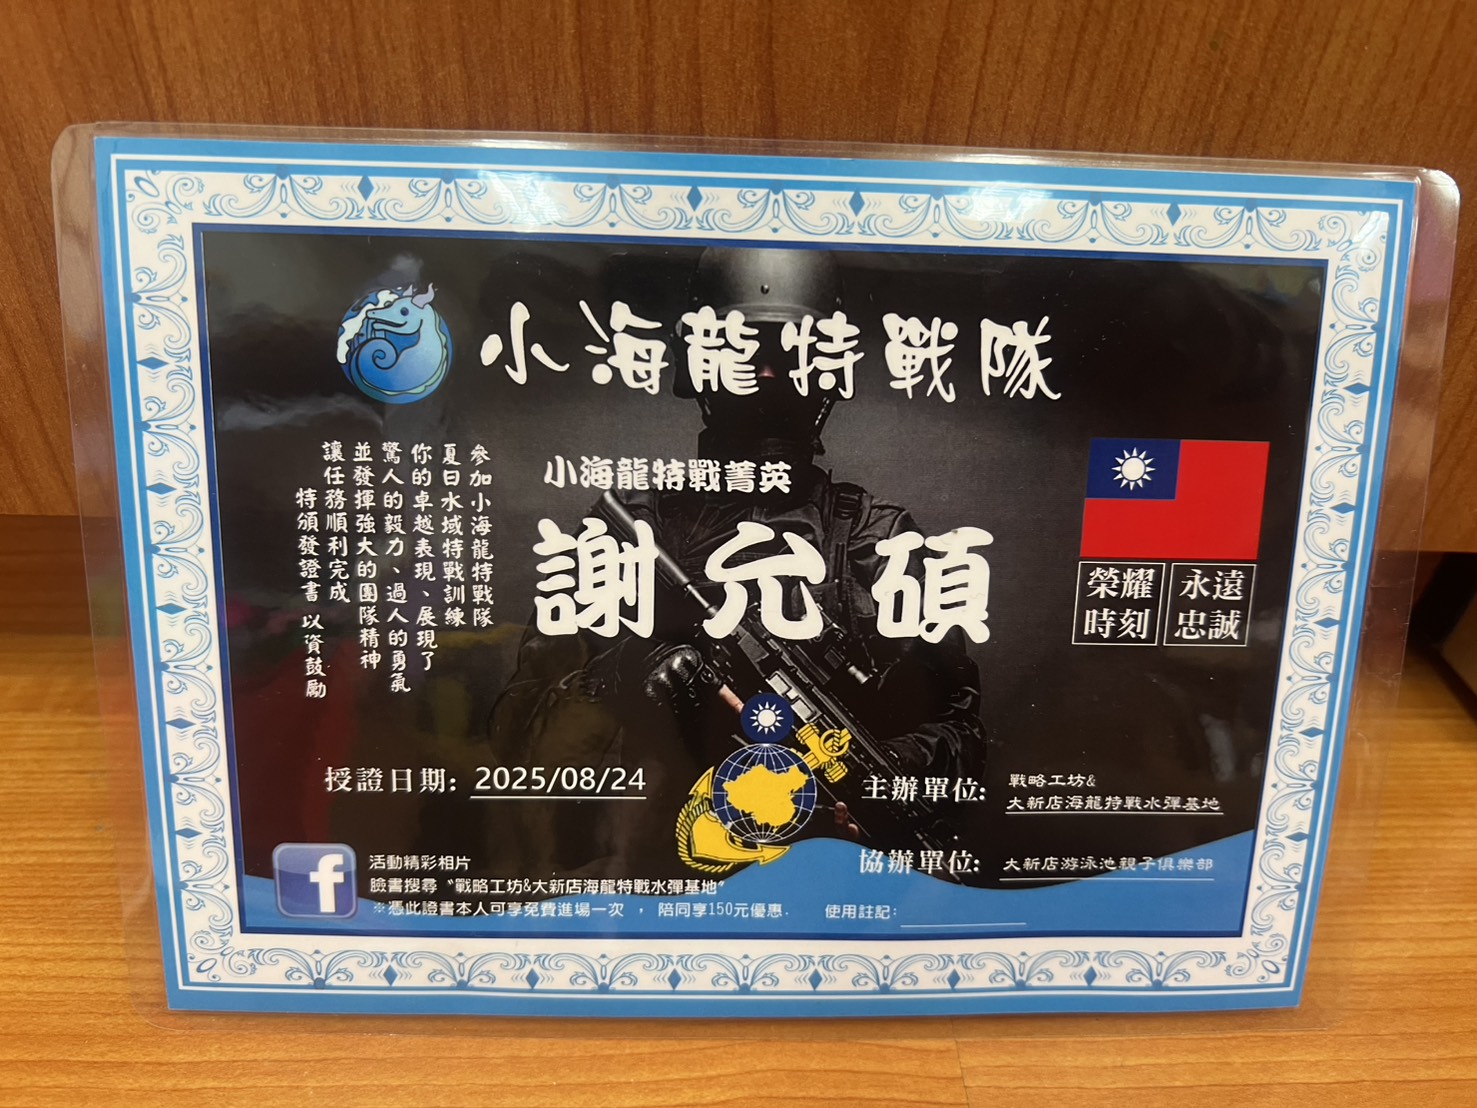 小海龍特戰隊
小海龍特戰菁英
謝允碩
參加小海龍特戰隊
夏日水域特戰訓練
你的卓越表現、展現了
驚人的毅力、過人的勇氣
並發揮強大的團隊精神
讓任務順利完成
特頒發證書 以資鼓勵
榮耀時刻
永遠忠誠
授證日期: 2025/08/24
主辦單位: 戰略工坊&
大新店海龍特戰水彈基地
協辦單位: 大新店游泳池親子俱樂部
f
活動精彩相片
臉書搜尋〝戰略工坊&大新店海龍特戰水彈基地〞
※憑此證書本人可享免費進場一次 ， 陪同享150元優惠.
使用註記: